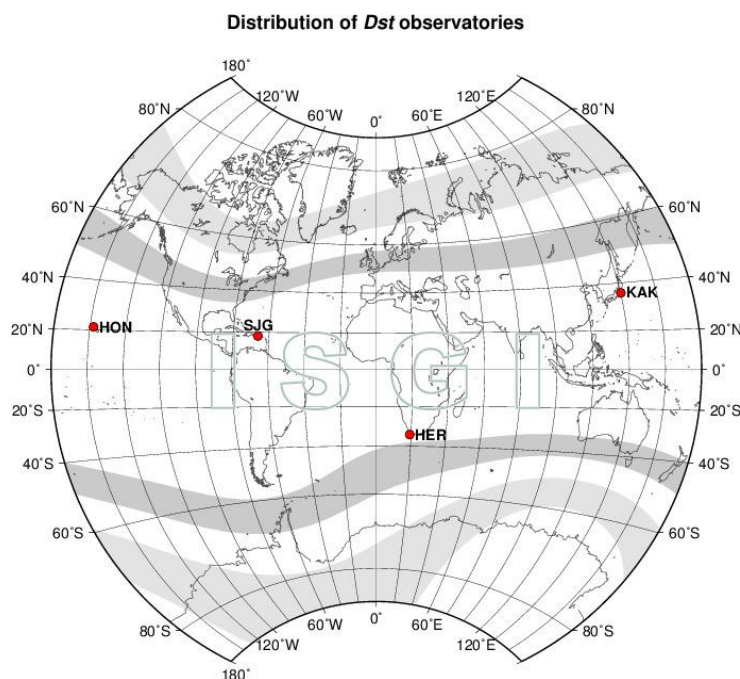 Distribution of Dst observatories
180°
120°W
120°E
60°W
60°E
0°
80°N
80°N
60°N
60°N
40°N
40°N
KAK
HON
SJG
20°N
20°N
ISGI
0°
0°
20°S
20°S
HER
40°S
40°S
60°S
60°S
80°S
80°S
0°
60°W
60°E
120°W
120°E
180°